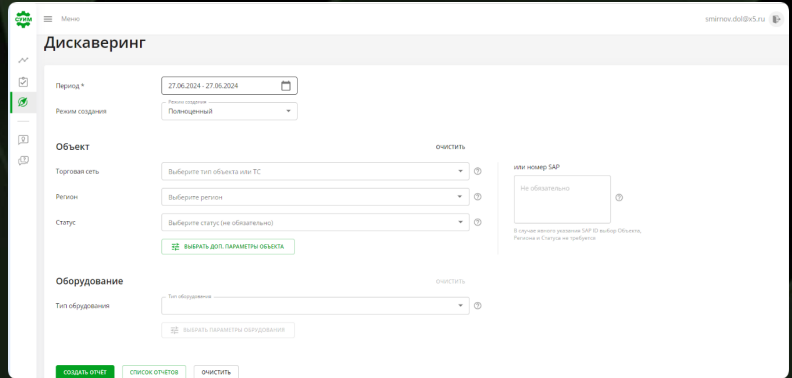 СУИМ
Меню
smirnov.dol@x5.ru
Дискаверинг
Период *
27.06.2024 - 27.06.2024
Режим создания
Режим создания
Полноценный
Объект
ОЧИСТИТЬ
Торговая сеть
Выберите тип объекта или ТС
или номер SAP
Не обязательно
Регион
Выберите регион
Статус
Выберите статус (не обязательно)
В случае явного указания SAP ID выбор Объекта,
Региона и Статуса не требуется
ВЫБРАТЬ ДОП. ПАРАМЕТРЫ ОБЪЕКТА
Оборудование
ОЧИСТИТЬ
Тип обрудования
Тип оборудования
ВЫБРАТЬ ПАРАМЕТРЫ ОБОРУДОВАНИЯ
СОЗДАТЬ ОТЧЁТ
СПИСОК ОТЧЁТОВ
ОЧИСТИТЬ